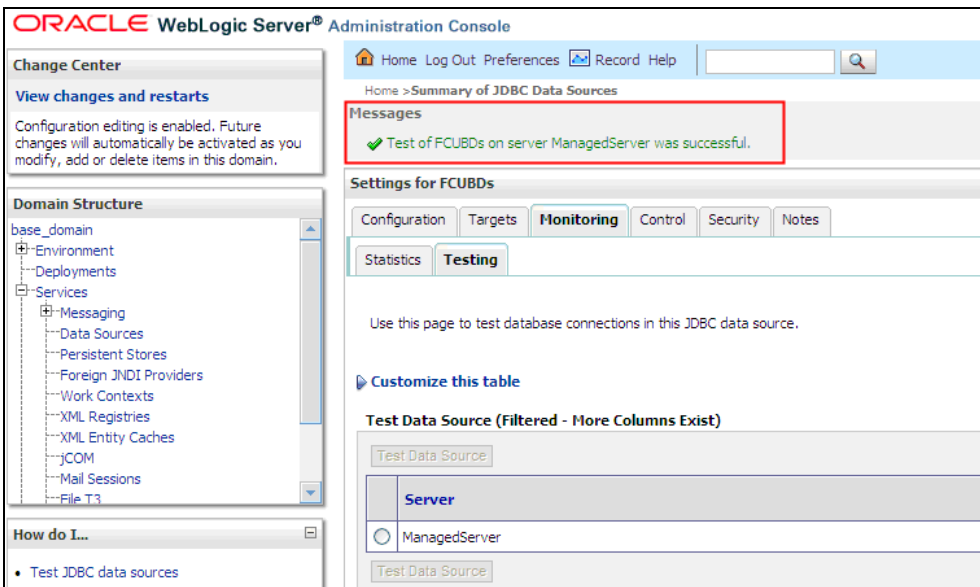 ORACLE WebLogic Server® Administration Console
Change Center
View changes and restarts
Configuration editing is enabled. Future
changes will automatically be activated as you
modify, add or delete items in this domain.
Domain Structure
base_domain
Environment
Deployments
Services
Messaging
Data Sources
Persistent Stores
Foreign JNDI Providers
Work Contexts
XML Registries
XML Entity Caches
jCOM
Mail Sessions
File T3
How do I...
Test JDBC data sources
Home Log Out Preferences Record Help
Home >Summary of JDBC Data Sources
Messages
Test of FCUBDs on server ManagedServer was successful.
Settings for FCUBDs
Configuration Targets Monitoring Control Security Notes
Statistics Testing
Use this page to test database connections in this JDBC data source.
Customize this table
Test Data Source (Filtered - More Columns Exist)
Test Data Source
Server
ManagedServer
Test Data Source